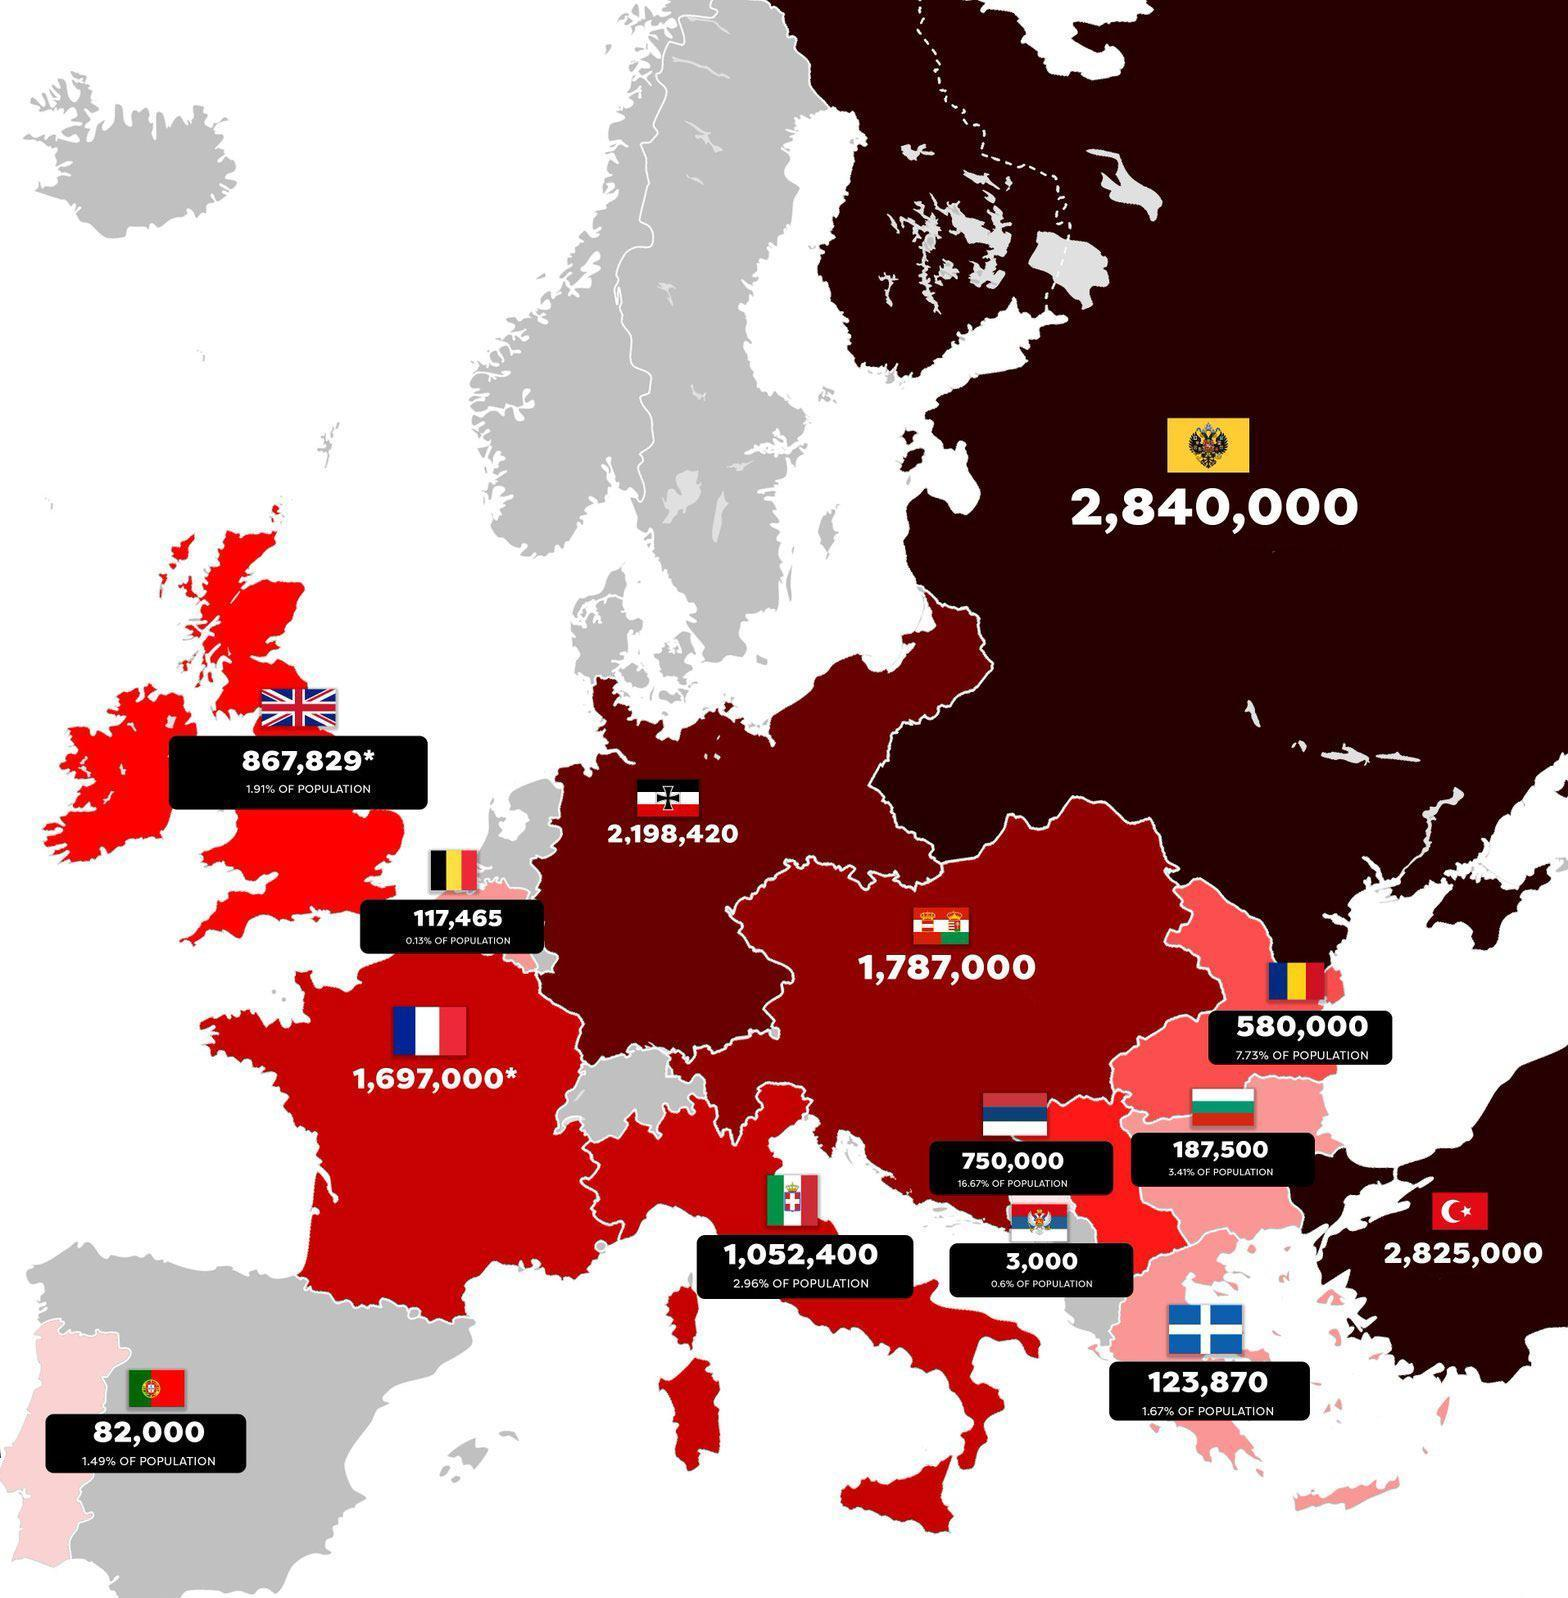 2,840,000
867,829*
1.91% OF POPULATION
2,198,420
117,465
0.13% OF POPULATION
1,787,000
580,000
7.73% OF POPULATION
1,697,000*
750,000
16.67% OF POPULATION
187,500
3.41% OF POPULATION
1,052,400
2.96% OF POPULATION
3,000
0.6% OF POPULATION
2,825,000
123,870
1.67% OF POPULATION
82,000
1.49% OF POPULATION